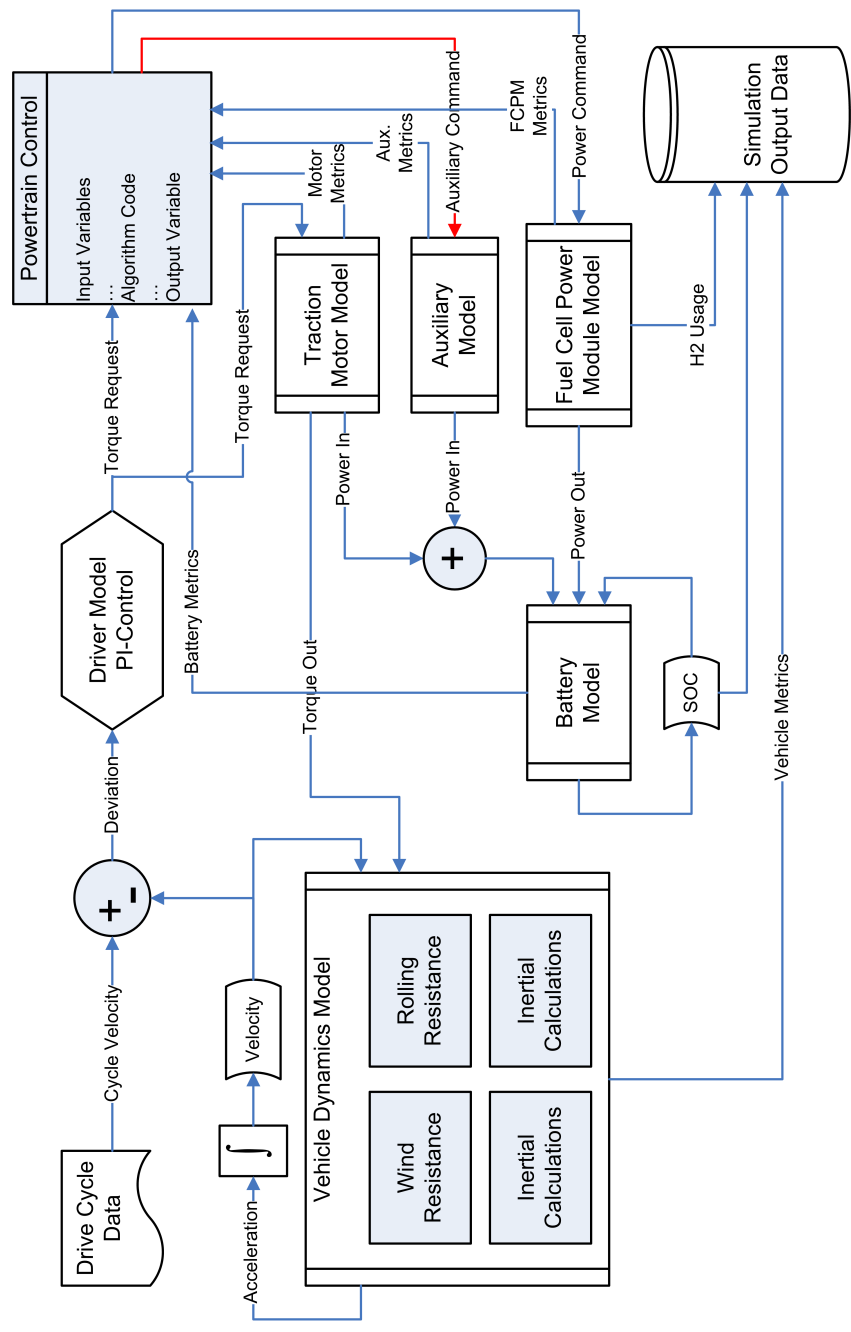 Drive Cycle
Data
Cycle Velocity
+
-
Deviation
Driver Model
PI-Control
Torque Request
Powertrain Control
Input Variables
…
Algorithm Code
…
Output Variable
Battery Metrics
Torque Request
Motor
Metrics
Aux.
Metrics
Auxiliary Command
FCPM
Metrics
Power Command
Acceleration
∫
Velocity
Torque Out
Power In
Traction
Motor Model
Power In
Auxiliary
Model
+
Vehicle Dynamics Model
Wind
Resistance
Rolling
Resistance
Inertial
Calculations
Inertial
Calculations
Battery
Model
Power Out
Fuel Cell Power
Module Model
SOC
H2 Usage
Vehicle Metrics
Simulation
Output Data